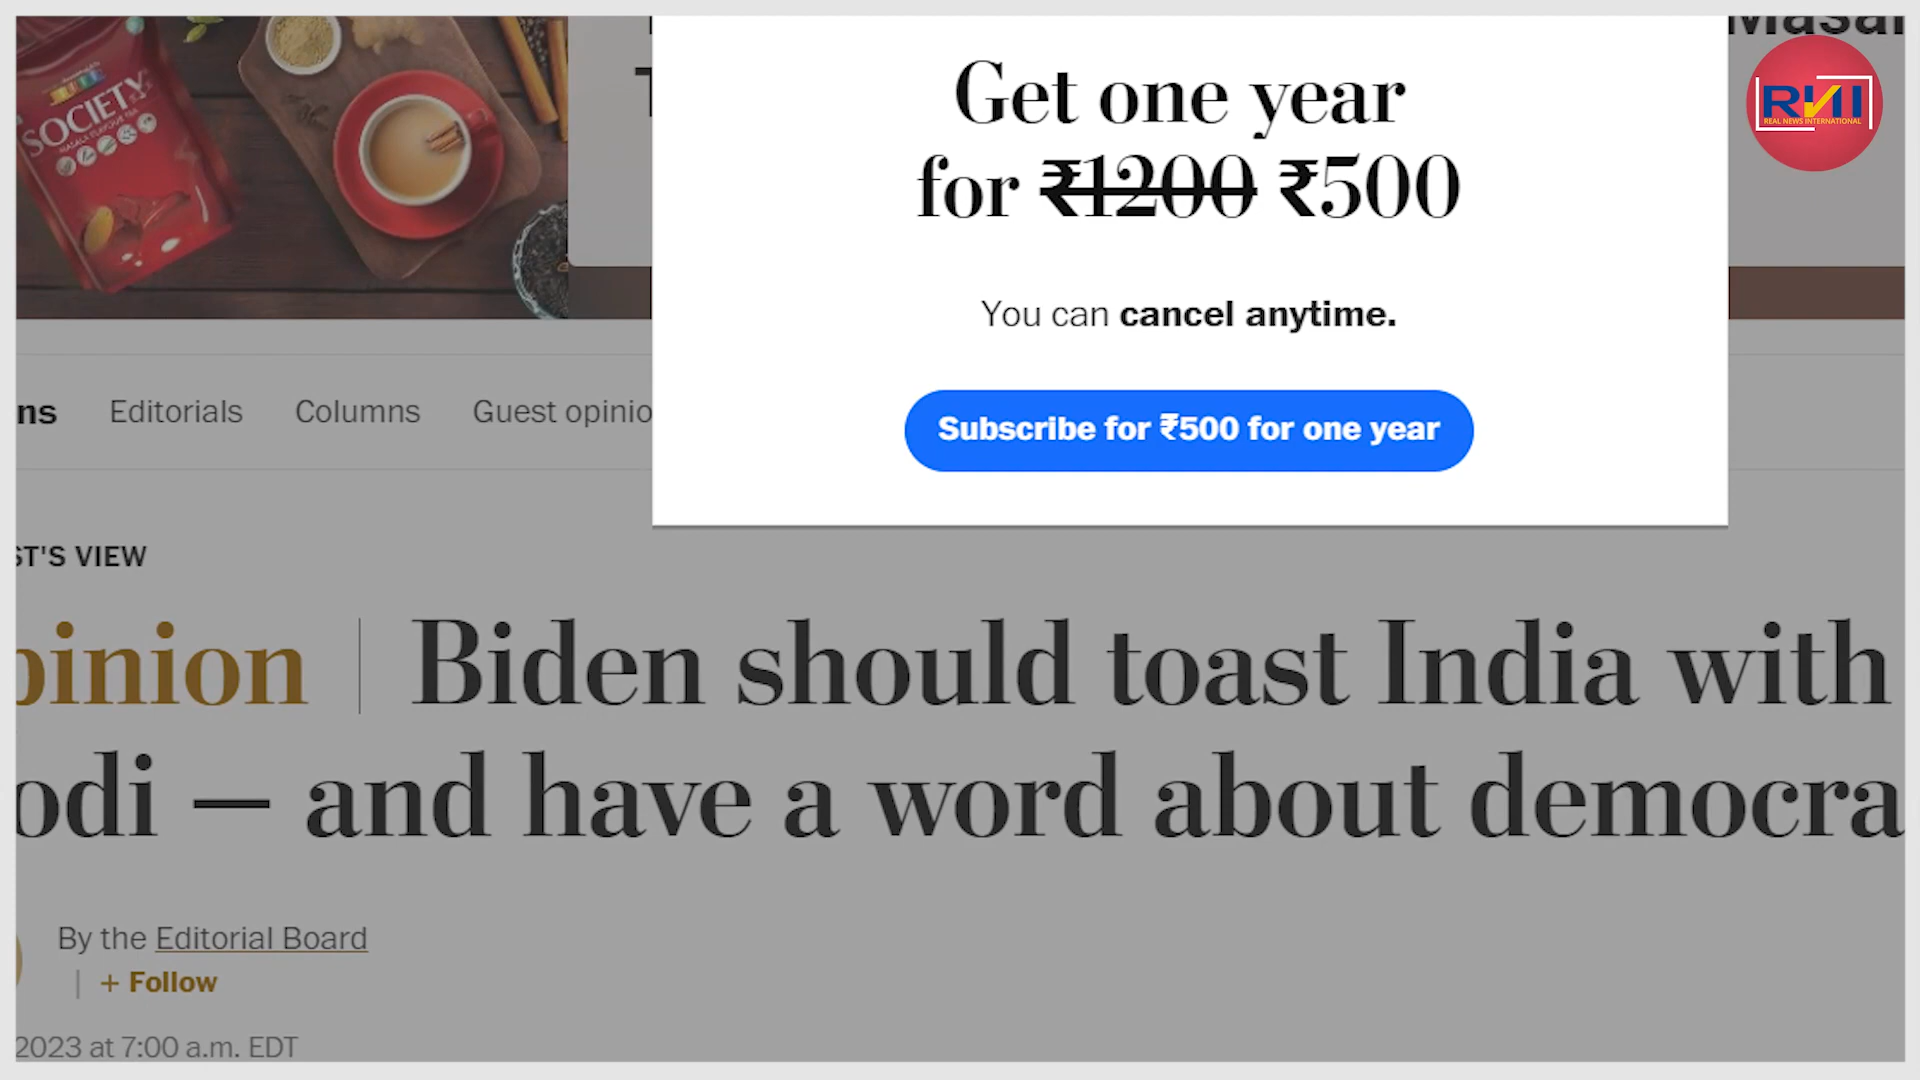 SOCIETY
Get one year
for ₹1200 ₹500
You can cancel anytime.
Subscribe for ₹500 for one year
RNI
REAL NEWS INTERNATIONAL
ns Editorials Columns Guest opinio
ST'S VIEW
pinion | Biden should toast India with
odi — and have a word about democra
By the Editorial Board
| + Follow
2023 at 7:00 a.m. EDT